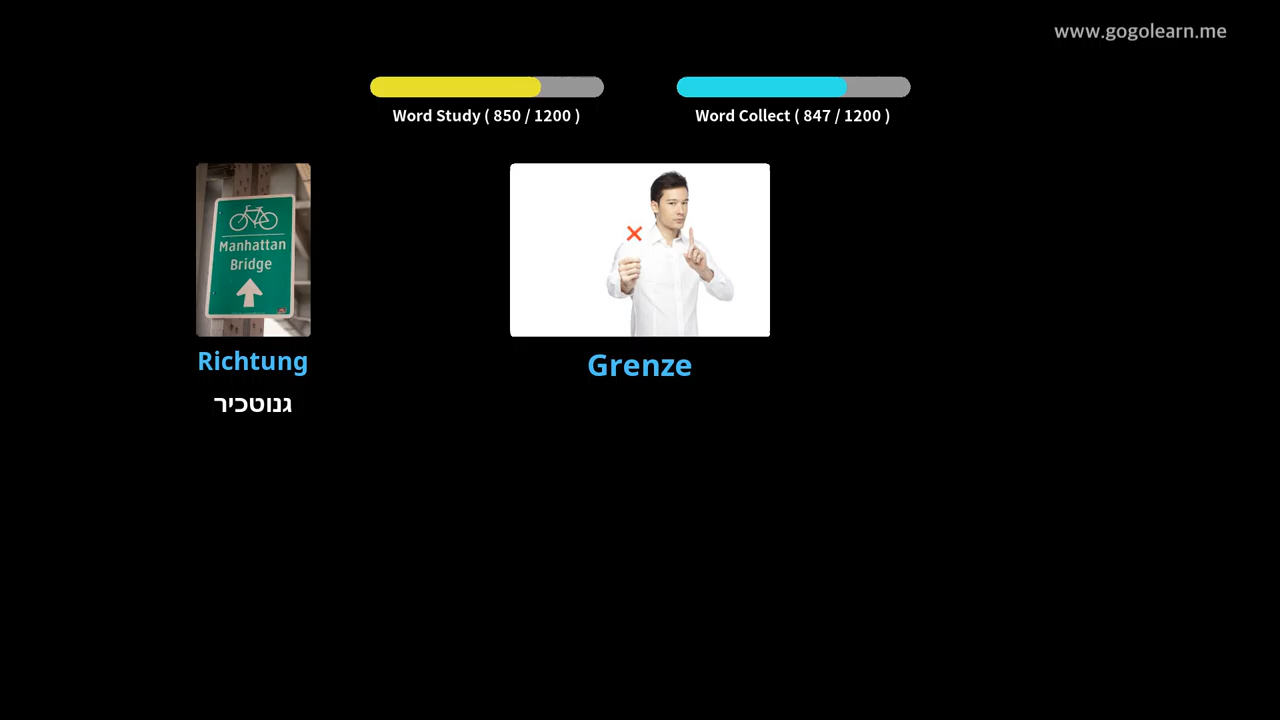 www.gogolearn.me
Word Study ( 850 / 1200 )
Word Collect ( 847 / 1200 )
Manhattan
Bridge
Richtung
Grenze
גנוטכיר